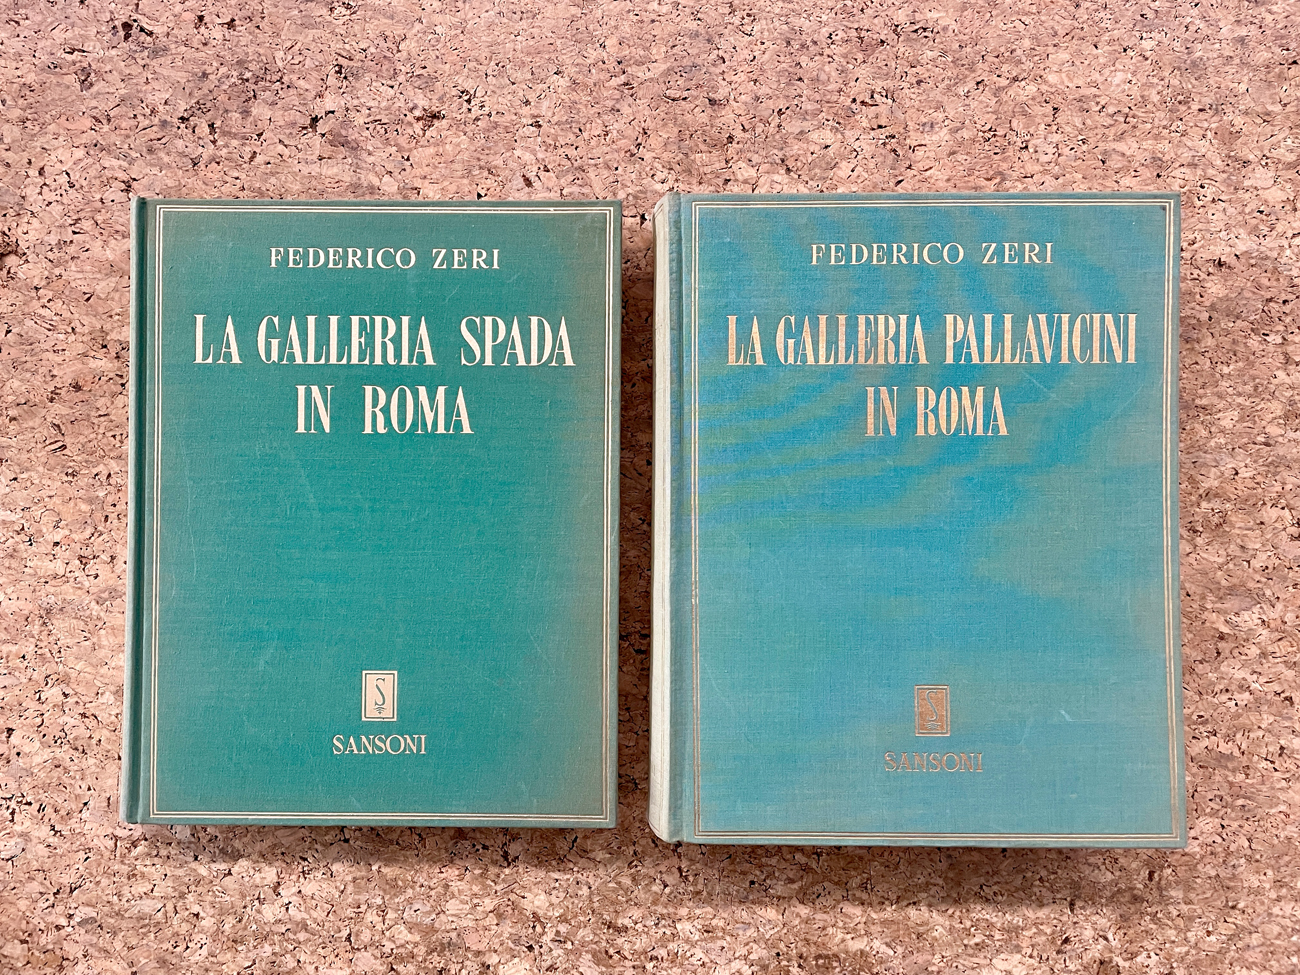 FEDERICO ZERI
LA GALLERIA SPADA
IN ROMA
S
SANSONI
FEDERICO ZERI
LA GALLERIA PALLAVICINI
IN ROMA
S
SANSONI